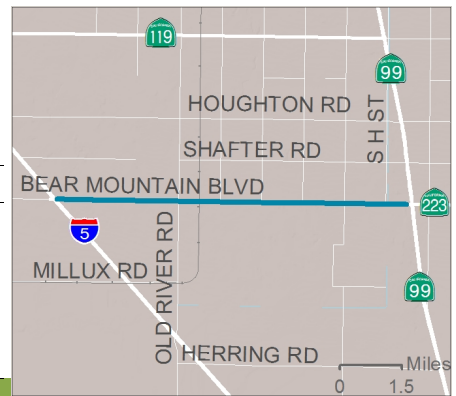 119
99
HOUGHTON RD
S H ST
SHAFTER RD
BEAR MOUNTAIN BLVD
223
5
OLD RIVER RD
MILLUX RD
99
HERRING RD
Miles
0 1.5